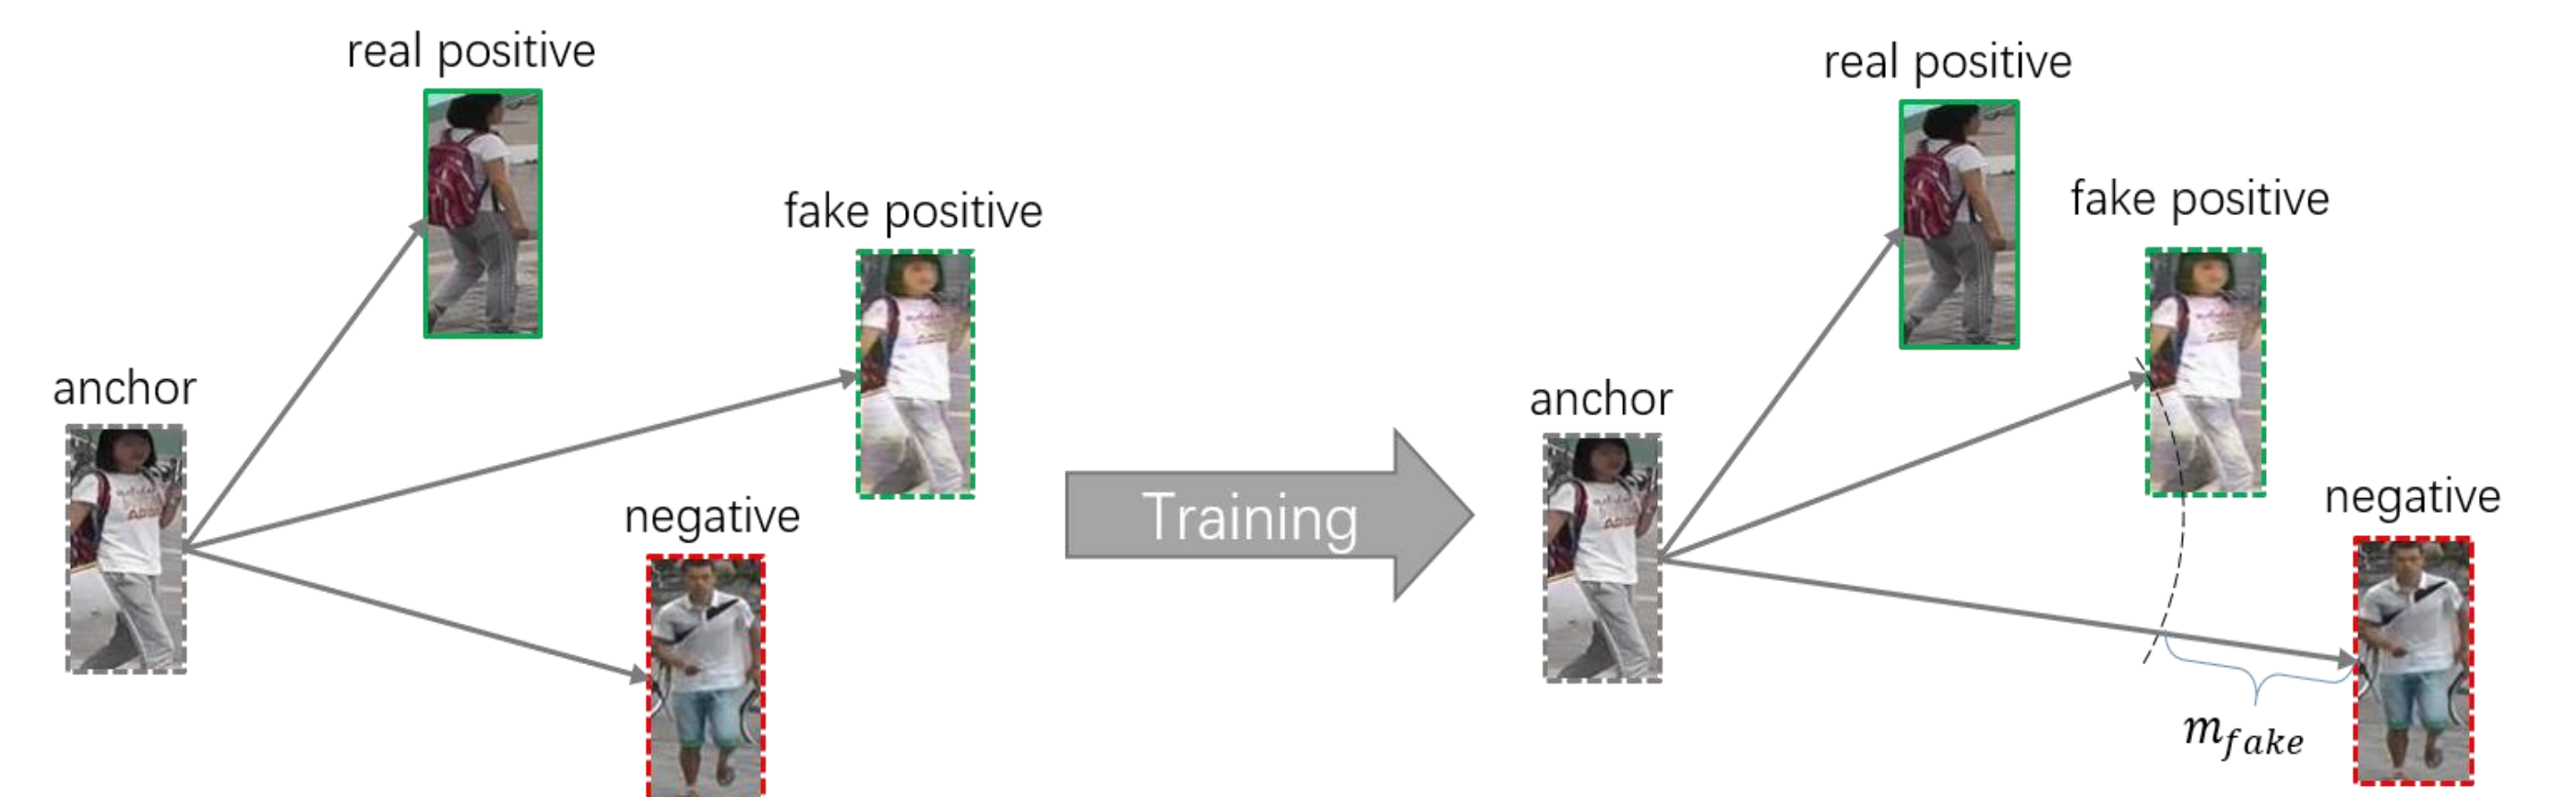 real positive
fake positive
anchor
negative
Training
real positive
fake positive
anchor
negative
m_fake